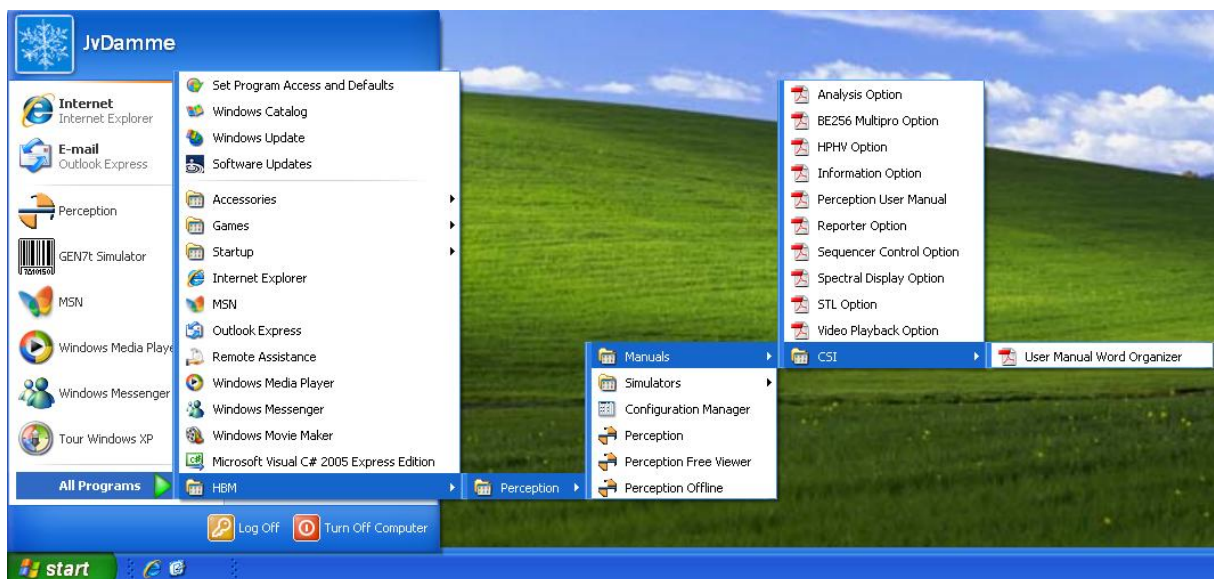 JvDamme
Internet
Internet Explorer
E-mail
Outlook Express
Perception
GEN7t Simulator
MSN
Windows Media Playe
Windows Messenger
Tour Windows XP
All Programs
Set Program Access and Defaults
Windows Catalog
Windows Update
Software Updates
Accessories
Games
Startup
Internet Explorer
MSN
Outlook Express
Remote Assistance
Windows Media Player
Windows Messenger
Windows Movie Maker
Microsoft Visual C# 2005 Express Edition
HBM
Perception
Manuals
Simulators
Configuration Manager
Perception
Perception Free Viewer
Perception Offline
Analysis Option
BE256 Multipro Option
HPHV Option
Information Option
Perception User Manual
Reporter Option
Sequencer Control Option
Spectral Display Option
STL Option
Video Playback Option
CSI
User Manual Word Organizer
Log Off
Turn Off Computer
start